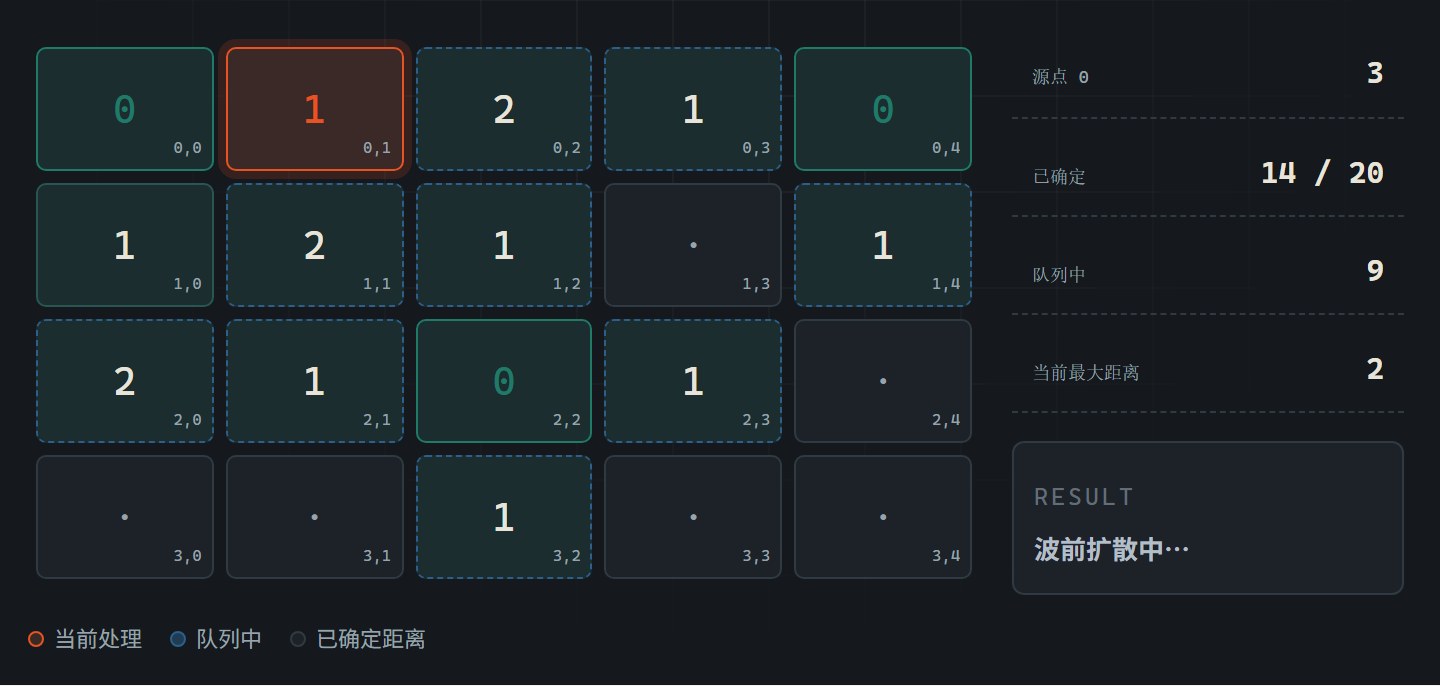 0 1 2 1 0
0,0 0,1 0,2 0,3 0,4
1 2 1 · 1
1,0 1,1 1,2 1,3 1,4
2 1 0 1 ·
2,0 2,1 2,2 2,3 2,4
· · 1 · ·
3,0 3,1 3,2 3,3 3,4
当前处理 队列中 已确定距离
源点 0 3
已确定 14 / 20
队列中 9
当前最大距离 2
RESULT
波前扩散中…